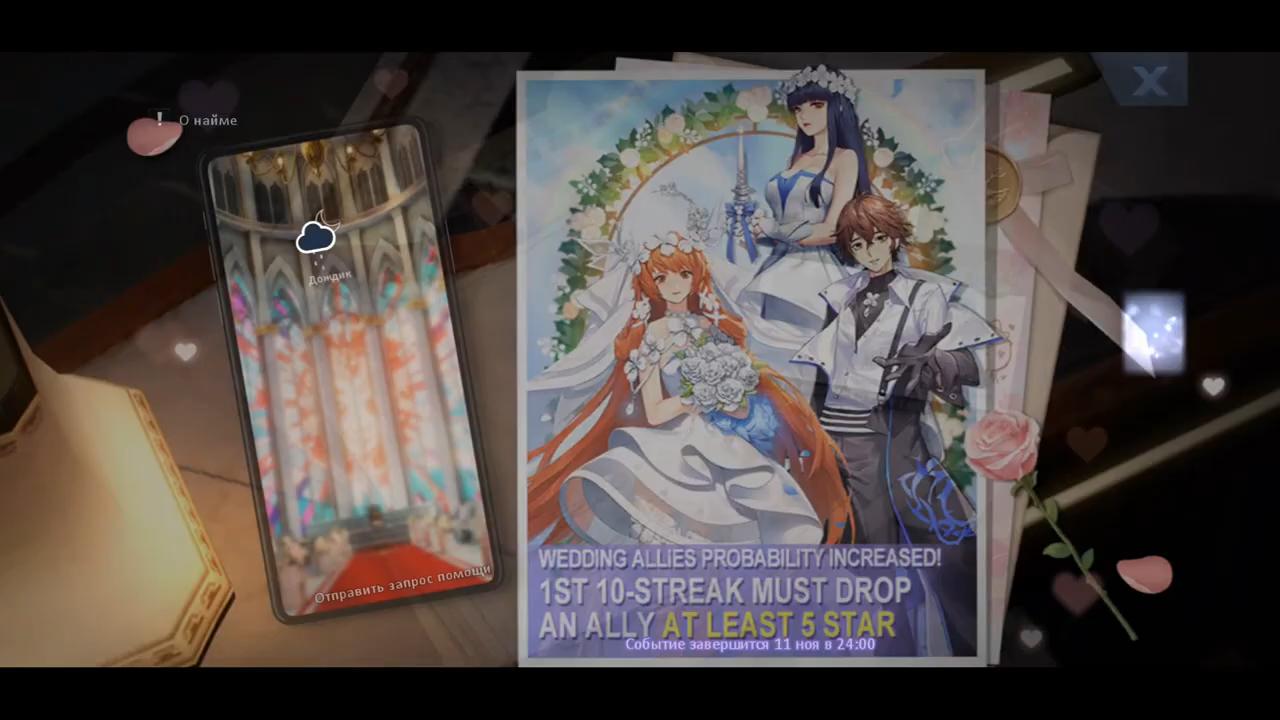 ! О найме
Дождик
Отправить запрос помощи
WEDDING ALLIES PROBABILITY INCREASED!
1ST 10-STREAK MUST DROP
AN ALLY AT LEAST 5 STAR
Событие завершится 11 ноя в 24:00